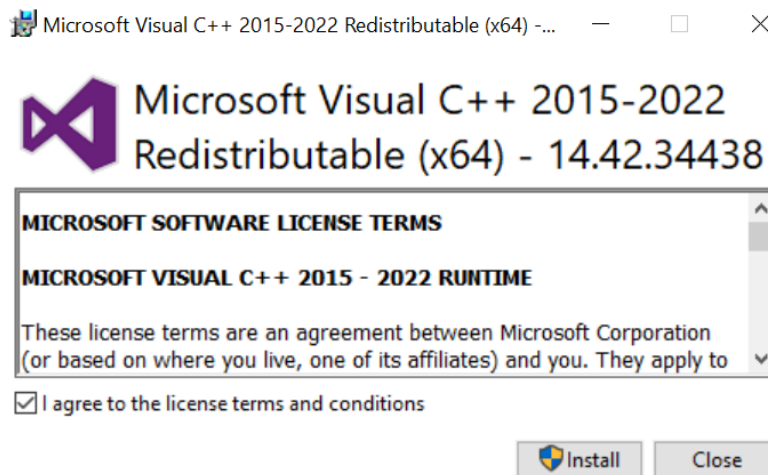 Microsoft Visual C++ 2015-2022 Redistributable (x64) -...
Microsoft Visual C++ 2015-2022
Redistributable (x64) - 14.42.34438
MICROSOFT SOFTWARE LICENSE TERMS
MICROSOFT VISUAL C++ 2015 - 2022 RUNTIME
These license terms are an agreement between Microsoft Corporation
(or based on where you live, one of its affiliates) and you. They apply to
I agree to the license terms and conditions
Install Close